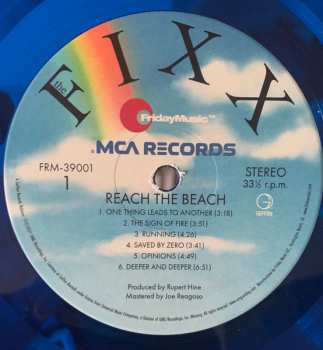 the FIXX
FridayMusic™
MCA RECORDS
FRM-39001
1
STEREO
33⅓ r.p.m.
REACH THE BEACH
1. ONE THING LEADS TO ANOTHER (3:18)
2. THE SIGN OF FIRE (3:51)
3. RUNNING (4:26)
4. SAVED BY ZERO (3:41)
5. OPINIONS (4:49)
6. DEEPER AND DEEPER (6:51)
GEFFEN
Produced by Rupert Hine
Mastered by Joe Reagoso